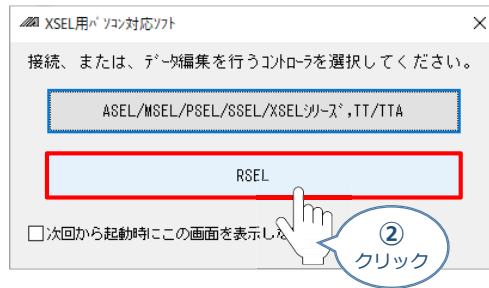 XSEL用ﾊﾟｿｺﾝ対応ｿﾌﾄ
接続、または、ﾃﾞｰﾀ編集を行うｺﾝﾄﾛｰﾗを選択してください。
ASEL/MSEL/PSEL/SSEL/XSELｼﾘｰｽﾞ,TT/TTA
RSEL
次回から起動時にこの画面を表示し
②
クリック